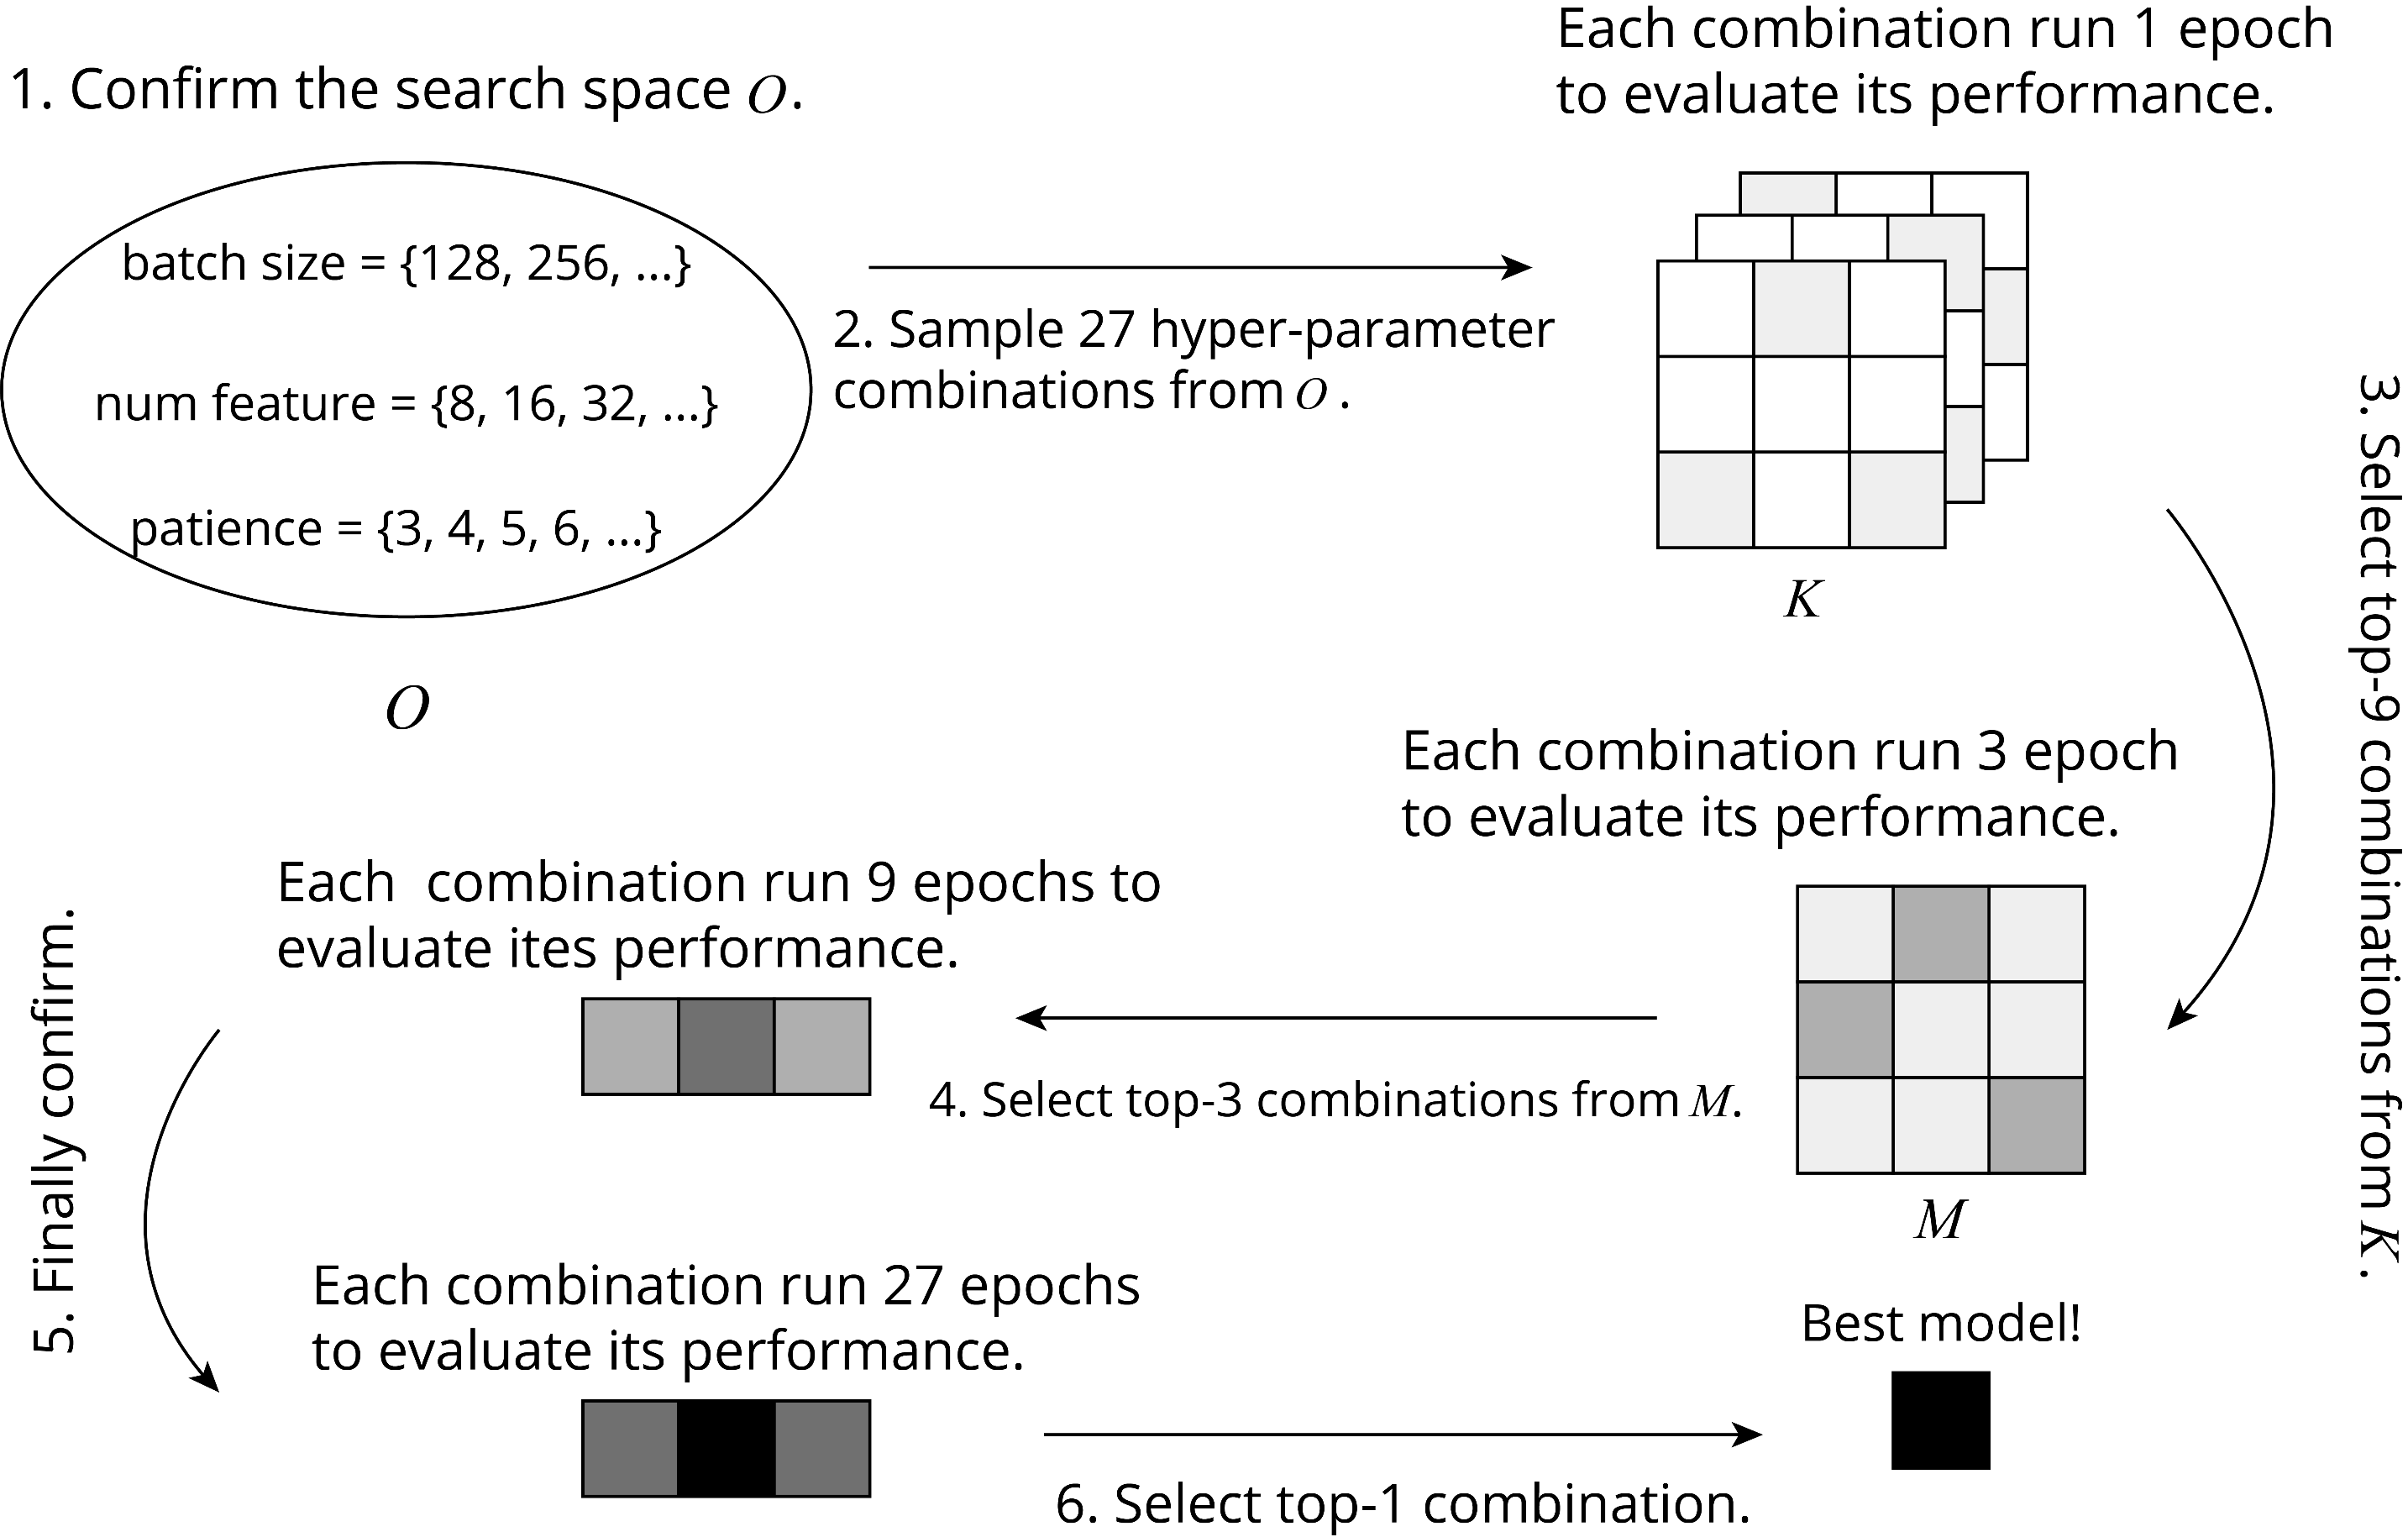 1. Confirm the search space O.
batch size = {128, 256, ...}
num feature = {8, 16, 32, ...}
patience = {3, 4, 5, 6, ...}
O
2. Sample 27 hyper-parameter
combinations from O .
Each combination run 1 epoch
to evaluate its performance.
K
3. Select top-9 combinations from K.
Each combination run 3 epoch
to evaluate its performance.
M
4. Select top-3 combinations from M.
Each combination run 9 epochs to
evaluate ites performance.
5. Finally confirm.
Each combination run 27 epochs
to evaluate its performance.
6. Select top-1 combination.
Best model!